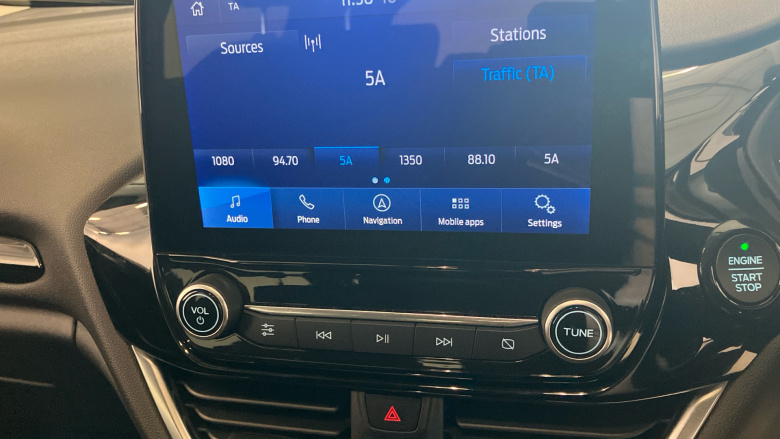 TA
Sources
Stations
5A
Traffic (TA)
1080 94.70 5A 1350 88.10 5A
Audio Phone Navigation Mobile apps Settings
ENGINE
START
STOP
VOL
TUNE